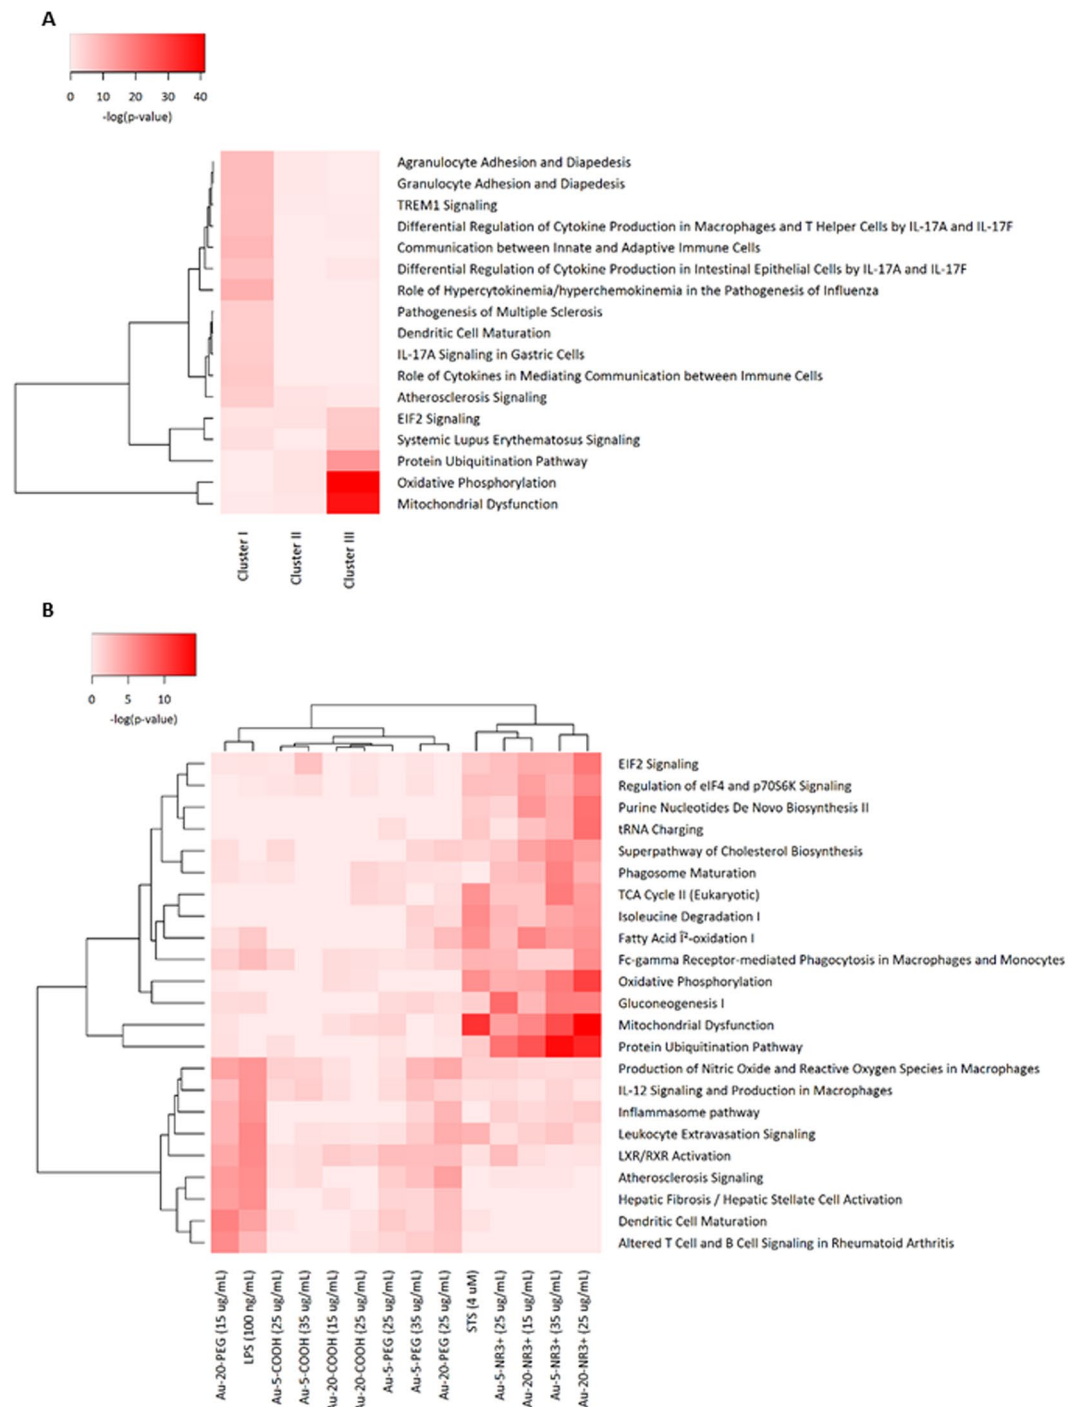 A
0 10 20 30 40
-log(p-value)
Agranulocyte Adhesion and Diapedesis
Granulocyte Adhesion and Diapedesis
TREM1 Signaling
Differential Regulation of Cytokine Production in Macrophages and T Helper Cells by IL-17A and IL-17F
Communication between Innate and Adaptive Immune Cells
Differential Regulation of Cytokine Production in Intestinal Epithelial Cells by IL-17A and IL-17F
Role of Hypercytokinemia/hyperchemokinemia in the Pathogenesis of Influenza
Pathogenesis of Multiple Sclerosis
Dendritic Cell Maturation
IL-17A Signaling in Gastric Cells
Role of Cytokines in Mediating Communication between Immune Cells
Atherosclerosis Signaling
EIF2 Signaling
Systemic Lupus Erythematosus Signaling
Protein Ubiquitination Pathway
Oxidative Phosphorylation
Mitochondrial Dysfunction
Cluster I
Cluster II
Cluster III
B
0 5 10
-log(p-value)
EIF2 Signaling
Regulation of eIF4 and p70S6K Signaling
Purine Nucleotides De Novo Biosynthesis II
tRNA Charging
Superpathway of Cholesterol Biosynthesis
Phagosome Maturation
TCA Cycle II (Eukaryotic)
Isoleucine Degradation I
Fatty Acid Î²-oxidation I
Fc-gamma Receptor-mediated Phagocytosis in Macrophages and Monocytes
Oxidative Phosphorylation
Gluconeogenesis I
Mitochondrial Dysfunction
Protein Ubiquitination Pathway
Production of Nitric Oxide and Reactive Oxygen Species in Macrophages
IL-12 Signaling and Production in Macrophages
Inflammasome pathway
Leukocyte Extravasation Signaling
LXR/RXR Activation
Atherosclerosis Signaling
Hepatic Fibrosis / Hepatic Stellate Cell Activation
Dendritic Cell Maturation
Altered T Cell and B Cell Signaling in Rheumatoid Arthritis
Au-20-PEG (15 ug/mL)
LPS (100 ng/mL)
Au-5-COOH (25 ug/mL)
Au-5-COOH (35 ug/mL)
Au-20-COOH (15 ug/mL)
Au-20-COOH (25 ug/mL)
Au-5-PEG (25 ug/mL)
Au-5-PEG (35 ug/mL)
Au-20-PEG (25 ug/mL)
STS (4 uM)
Au-5-NR3+ (25 ug/mL)
Au-20-NR3+ (15 ug/mL)
Au-5-NR3+ (35 ug/mL)
Au-20-NR3+ (25 ug/mL)